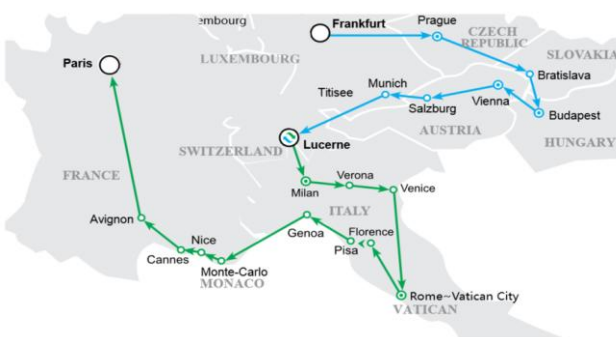 embourg
Frankfurt
Prague
CZECH
REPUBLIC
LUXEMBOURG
SLOVAKIA
Paris
Titisee
Munich
Bratislava
Vienna
Salzburg
Budapest
AUSTRIA
HUNGARY
SWITZERLAND
Lucerne
FRANCE
Verona
Milan
Venice
ITALY
Avignon
Genoa
Florence
Pisa
Nice
Cannes
Monte-Carlo
MONACO
Rome~Vatican City
VATICAN